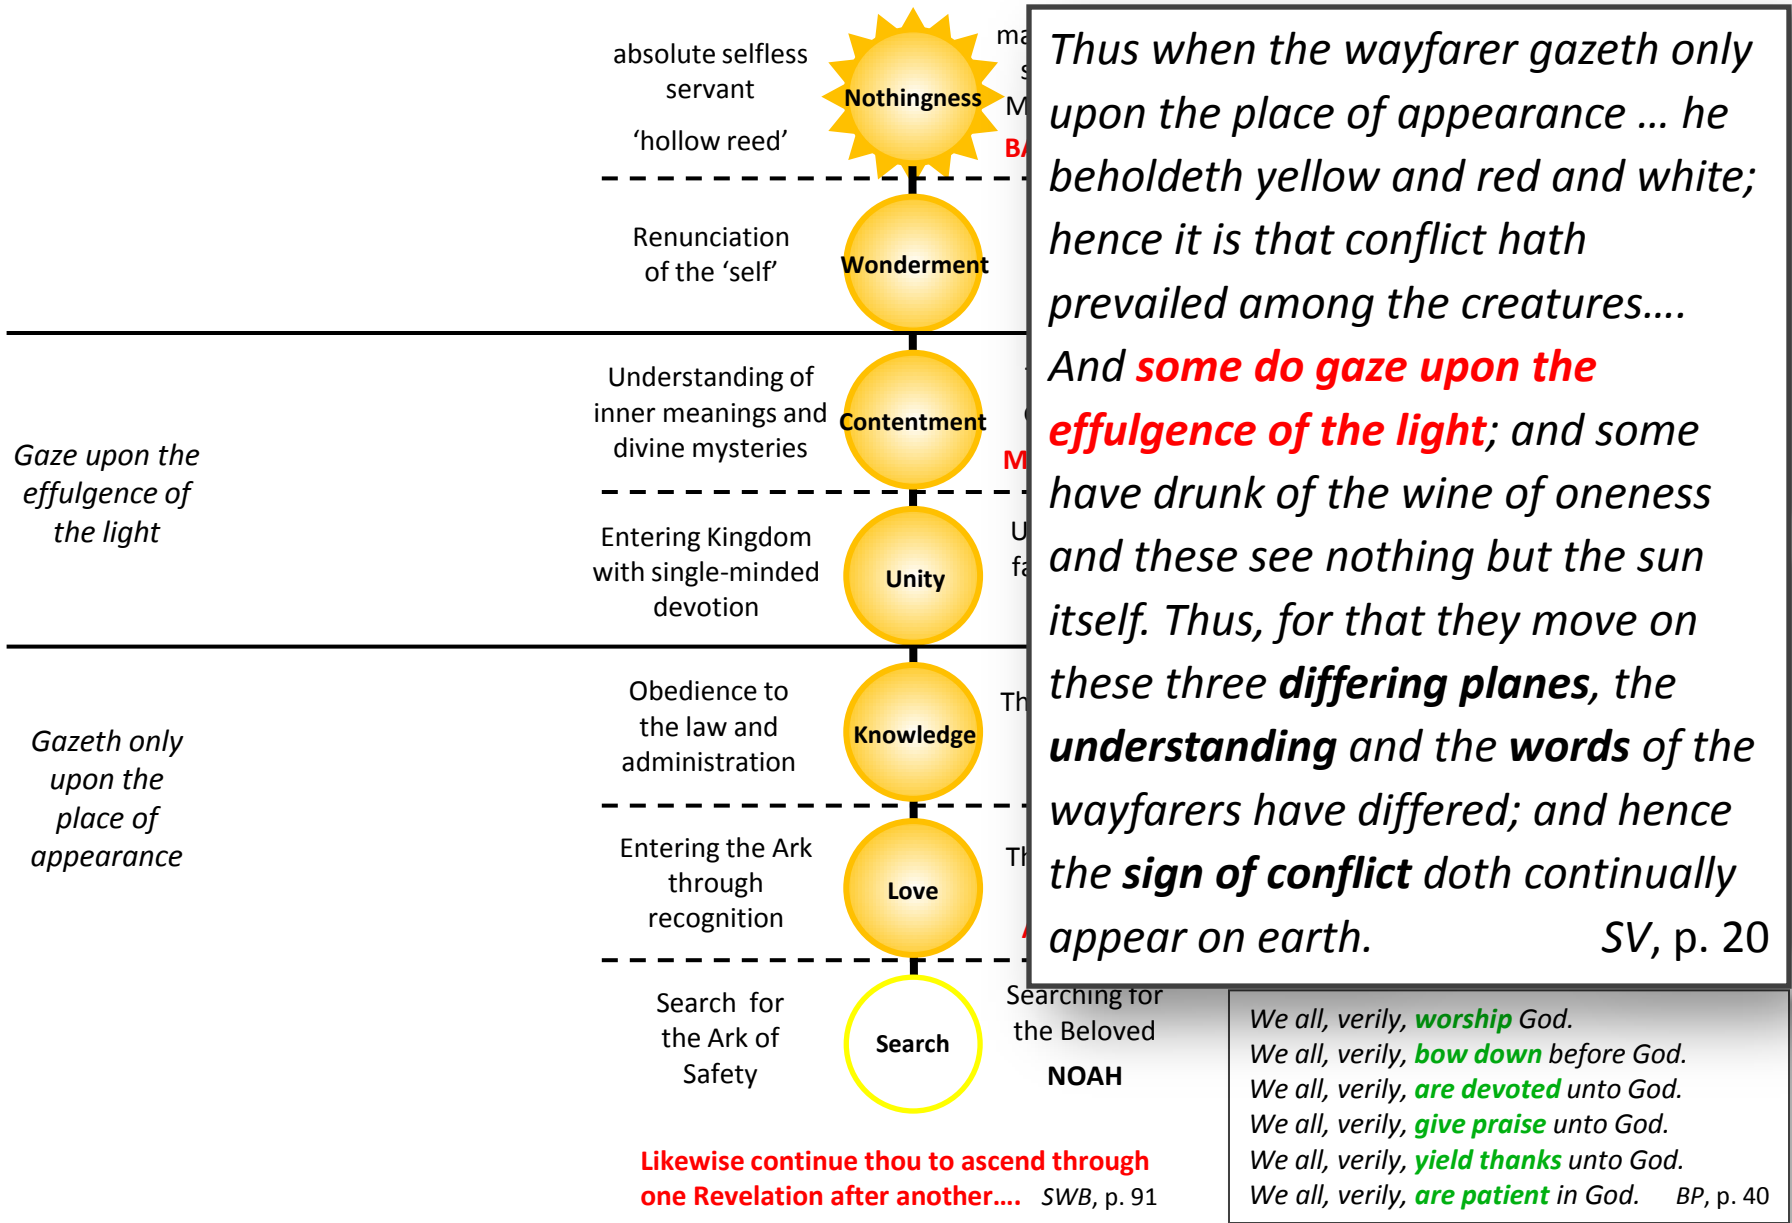 absolute selfless
servant
‘hollow reed’
Nothingness
Renunciation
of the ‘self’
Wonderment
Gaze upon the
effulgence of
the light
Understanding of
inner meanings and
divine mysteries
Contentment
Entering Kingdom
with single-minded
devotion
Unity
Gazeth only
upon the
place of
appearance
Obedience to
the law and
administration
Knowledge
Entering the Ark
through
recognition
Love
Search for
the Ark of
Safety
Search
Searching for
the Beloved
NOAH
Likewise continue thou to ascend through
one Revelation after another.... SWB, p. 91
Thus when the wayfarer gazeth only
upon the place of appearance ... he
beholdeth yellow and red and white;
hence it is that conflict hath
prevailed among the creatures....
And some do gaze upon the
effulgence of the light; and some
have drunk of the wine of oneness
and these see nothing but the sun
itself. Thus, for that they move on
these three differing planes, the
understanding and the words of the
wayfarers have differed; and hence
the sign of conflict doth continually
appear on earth. SV, p. 20
We all, verily, worship God.
We all, verily, bow down before God.
We all, verily, are devoted unto God.
We all, verily, give praise unto God.
We all, verily, yield thanks unto God.
We all, verily, are patient in God. BP, p. 40